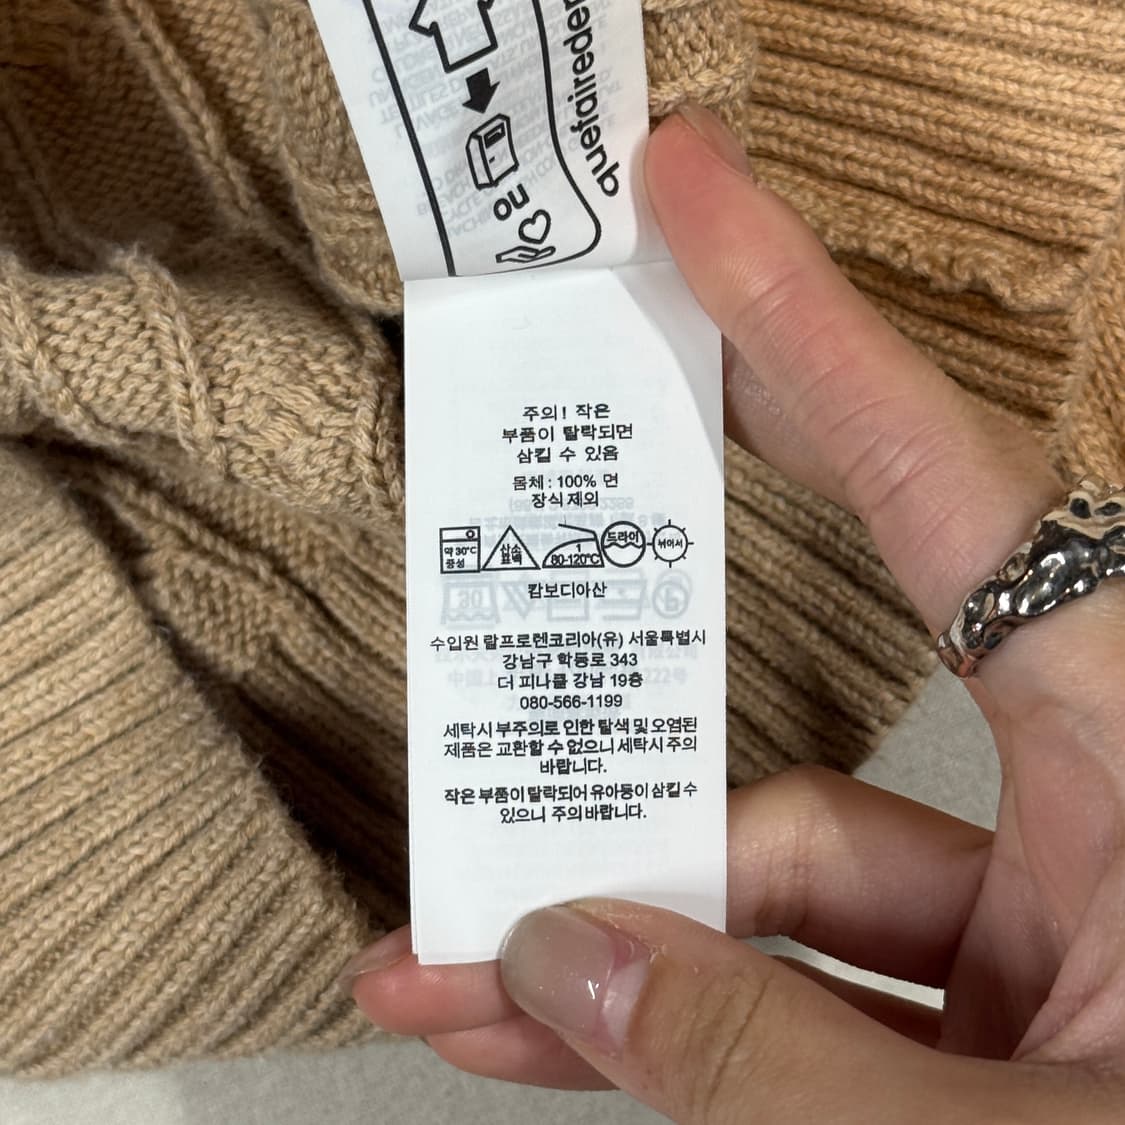 quefairede
OU
주의! 작은
부품이 탈락되면
삼킬 수 있음
몸체: 100% 면
장식 제외
약 30°C
중성
산소
표백
1
80-120°C
드라이
뉘어서
캄보디아산
수입원 랄프로렌코리아(유) 서울특별시
강남구 학동로 343
더 피나클 강남 19층
080-566-1199
세탁시 부주의로 인한 탈색 및 오염된
제품은 교환할 수 없으니 세탁시 주의
바랍니다.
작은 부품이 탈락되어 유아등이 삼킬 수
있으니 주의 바랍니다.